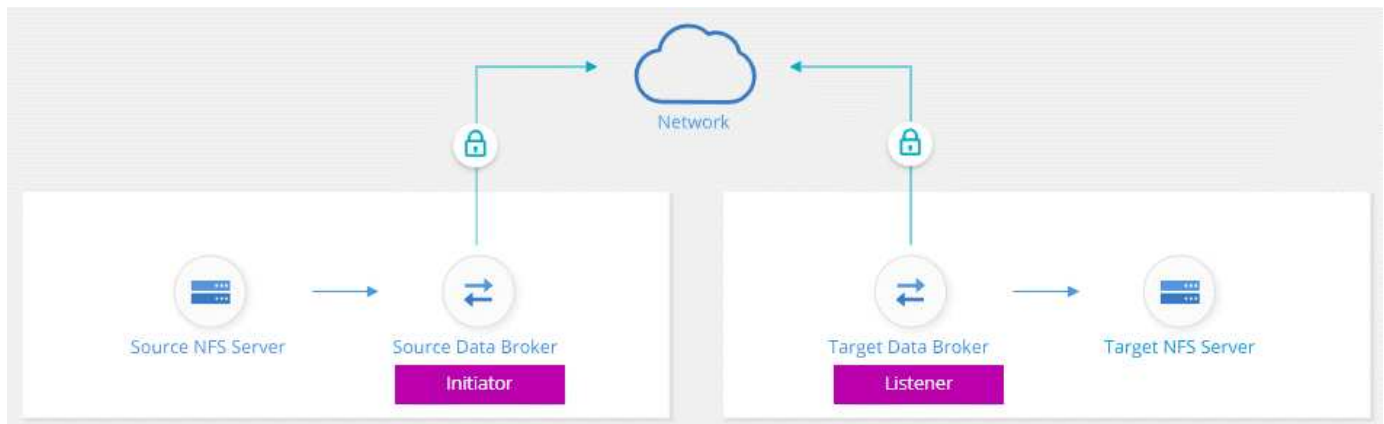 Network
Source NFS Server
Source Data Broker
Target Data Broker
Target NFS Server
Initiator
Listener